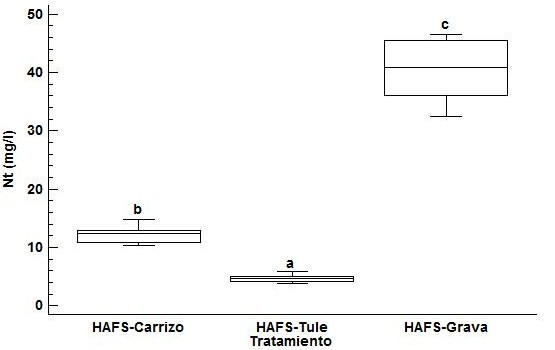 50
40
30
20
10
0
Nt (mg/l)
b
a
c
HAFS-Carrizo
HAFS-Tule
HAFS-Grava
Tratamiento